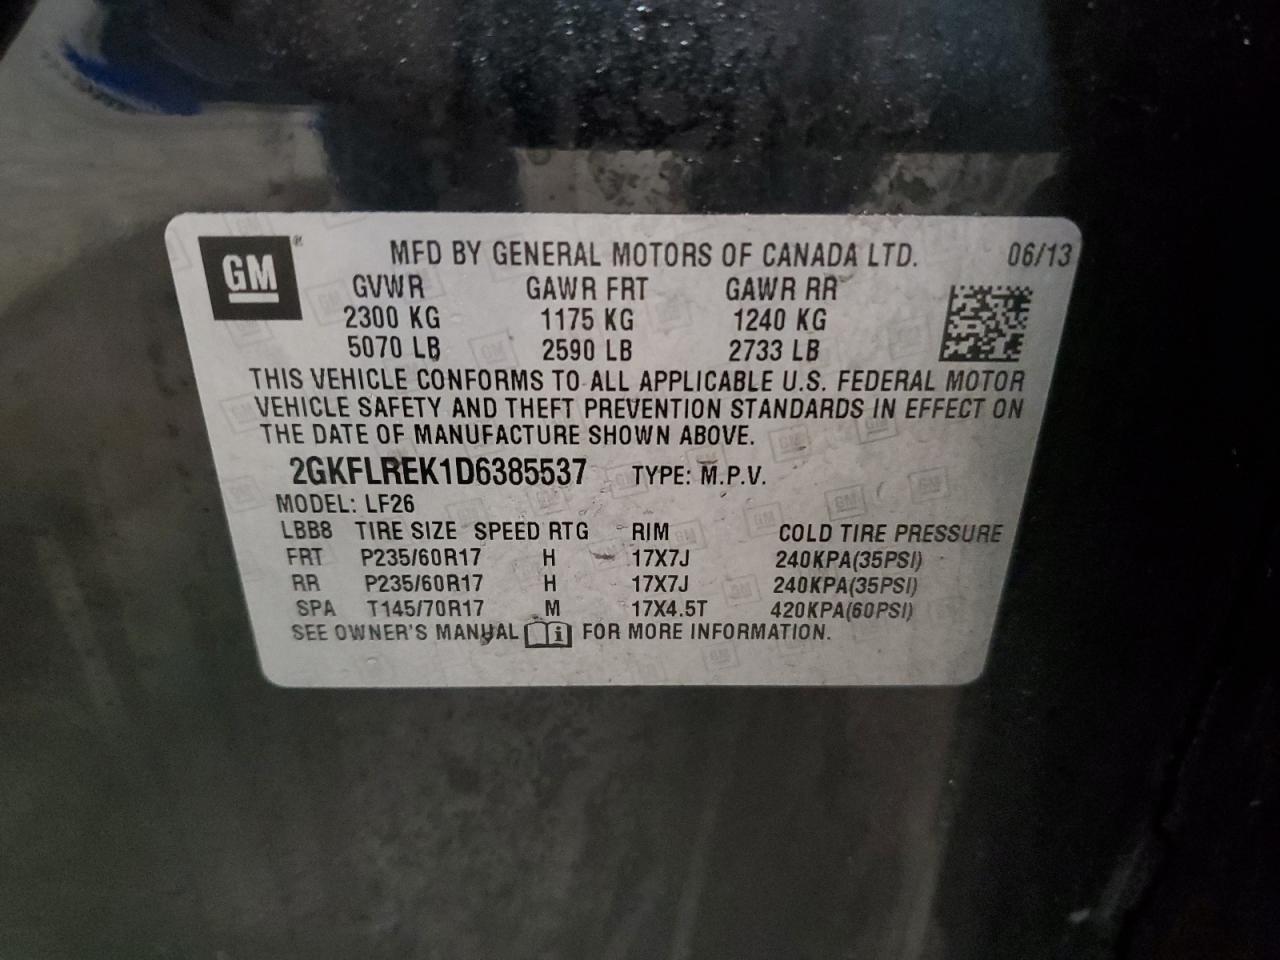 GM®
MFD BY GENERAL MOTORS OF CANADA LTD. 06/13
GVWR GAWR FRT GAWR RR
2300 KG 1175 KG 1240 KG
5070 LB 2590 LB 2733 LB
THIS VEHICLE CONFORMS TO ALL APPLICABLE U.S. FEDERAL MOTOR
VEHICLE SAFETY AND THEFT PREVENTION STANDARDS IN EFFECT ON
THE DATE OF MANUFACTURE SHOWN ABOVE.
2GKFLREK1D6385537 TYPE: M.P.V.
MODEL: LF26
LBB8 TIRE SIZE SPEED RTG RIM COLD TIRE PRESSURE
FRT P235/60R17 H 17X7J 240KPA(35PSI)
RR P235/60R17 H 17X7J 240KPA(35PSI)
SPA T145/70R17 M 17X4.5T 420KPA(60PSI)
SEE OWNER'S MANUAL i FOR MORE INFORMATION.